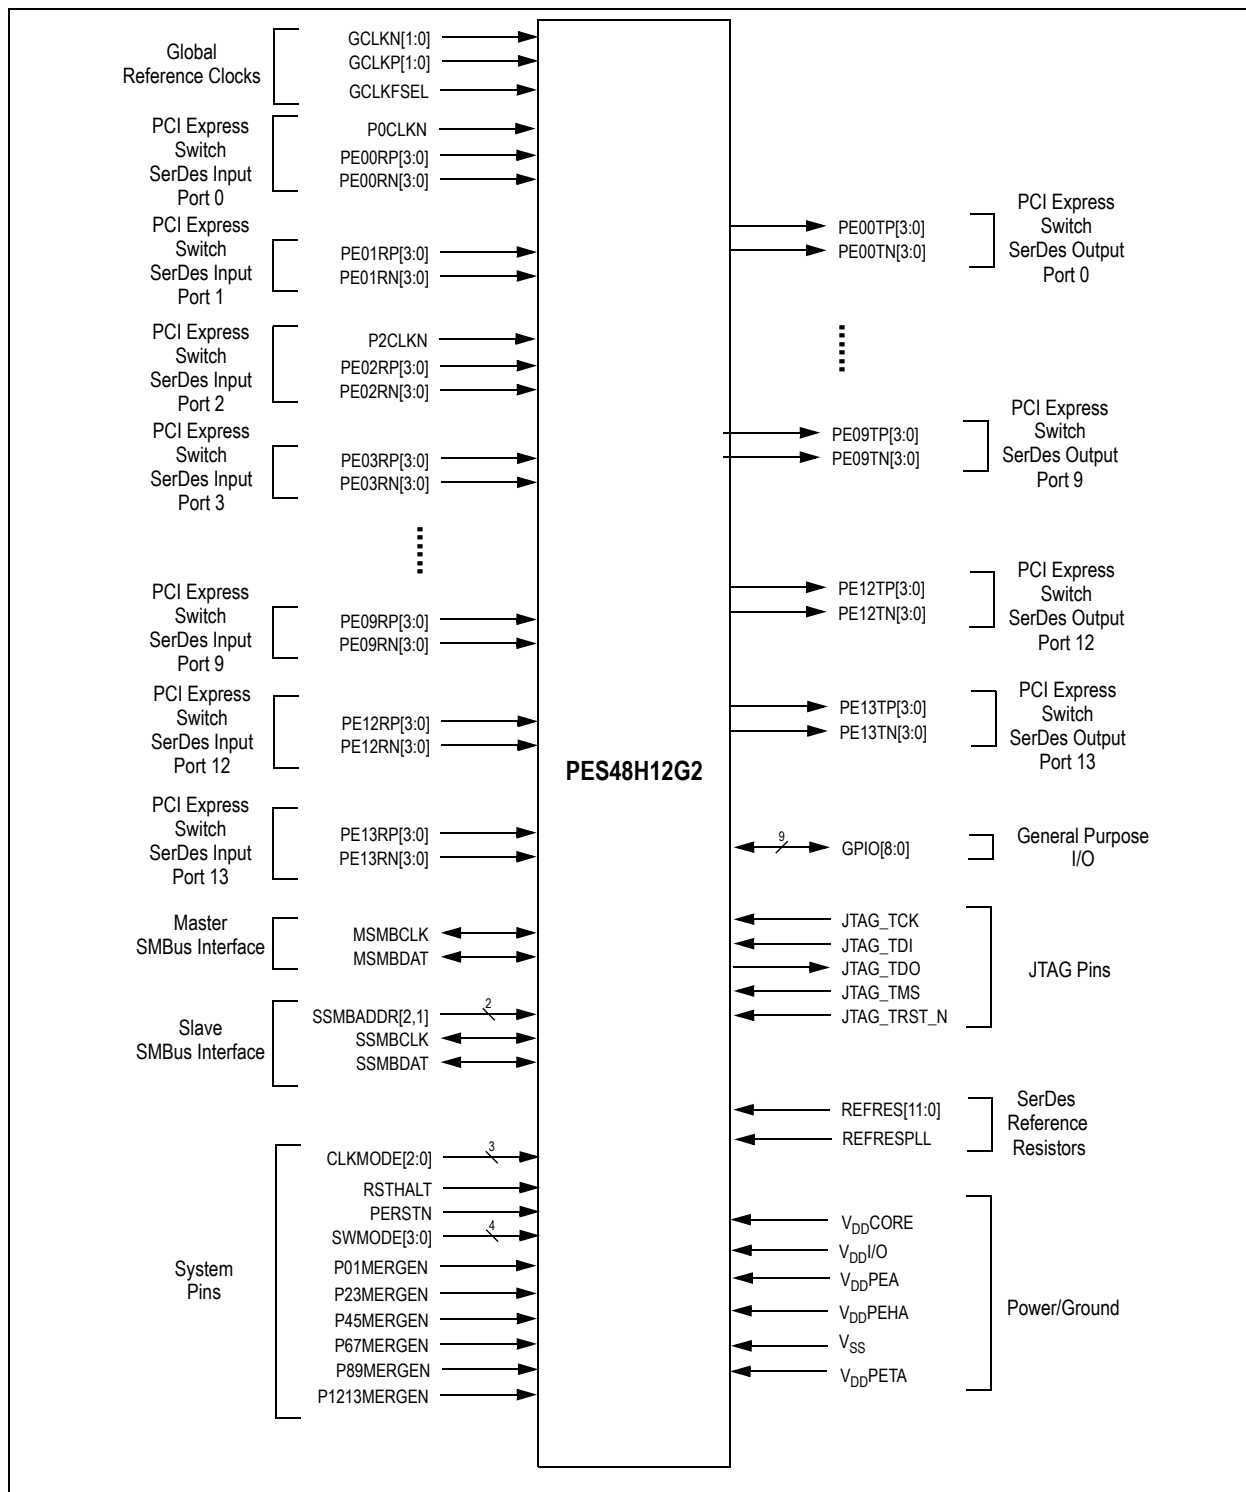 Global
Reference Clocks
GCLKN[1:0]
GCLKP[1:0]
GCLKFSEL
PCI Express
Switch
SerDes Input
Port 0
P0CLKN
PE00RP[3:0]
PE00RN[3:0]
PCI Express
Switch
SerDes Input
Port 1
PE01RP[3:0]
PE01RN[3:0]
PCI Express
Switch
SerDes Input
Port 2
P2CLKN
PE02RP[3:0]
PE02RN[3:0]
PCI Express
Switch
SerDes Input
Port 3
PE03RP[3:0]
PE03RN[3:0]
PCI Express
Switch
SerDes Input
Port 9
PE09RP[3:0]
PE09RN[3:0]
PCI Express
Switch
SerDes Input
Port 12
PE12RP[3:0]
PE12RN[3:0]
PCI Express
Switch
SerDes Input
Port 13
PE13RP[3:0]
PE13RN[3:0]
Master
SMBus Interface
MSMBCLK
MSMBDAT
Slave
SMBus Interface
SSMBADDR[2,1]
2
SSMBCLK
SSMBDAT
System
Pins
CLKMODE[2:0]
3
RSTHALT
PERSTN
SWMODE[3:0]
4
P01MERGEN
P23MERGEN
P45MERGEN
P67MERGEN
P89MERGEN
P1213MERGEN
PES48H12G2
PE00TP[3:0]
PE00TN[3:0]
PCI Express
Switch
SerDes Output
Port 0
PE09TP[3:0]
PE09TN[3:0]
PCI Express
Switch
SerDes Output
Port 9
PE12TP[3:0]
PE12TN[3:0]
PCI Express
Switch
SerDes Output
Port 12
PE13TP[3:0]
PE13TN[3:0]
PCI Express
Switch
SerDes Output
Port 13
9
GPIO[8:0]
General Purpose
I/O
JTAG_TCK
JTAG_TDI
JTAG_TDO
JTAG_TMS
JTAG_TRST_N
JTAG Pins
REFRES[11:0]
REFRESPLL
SerDes
Reference
Resistors
VDDCORE
VDDI/O
VDDPEA
VDDPEHA
VSS
VDDPETA
Power/Ground